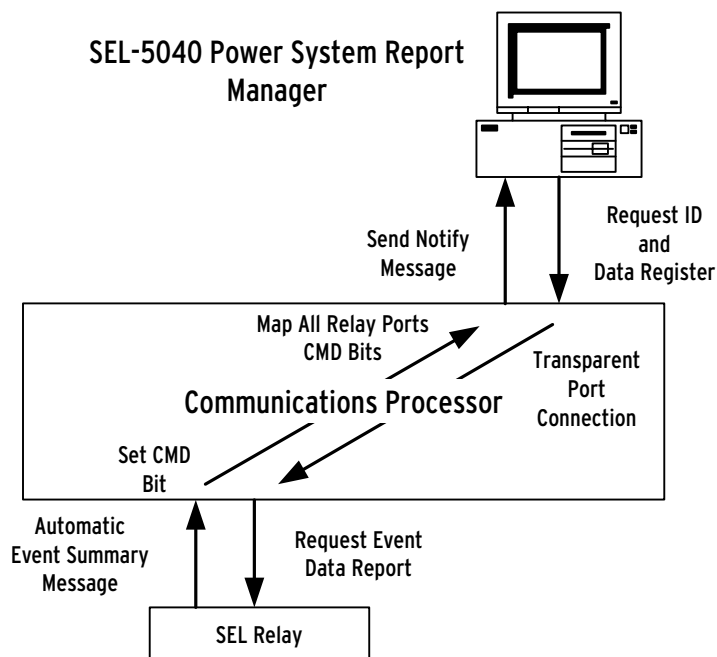 SEL-5040 Power System Report
Manager
Send Notify
Message
Request ID
and
Data Register
Map All Relay Ports
CMD Bits
Transparent
Port
Connection
Communications Processor
Set CMD
Bit
Automatic
Event Summary
Message
Request Event
Data Report
SEL Relay